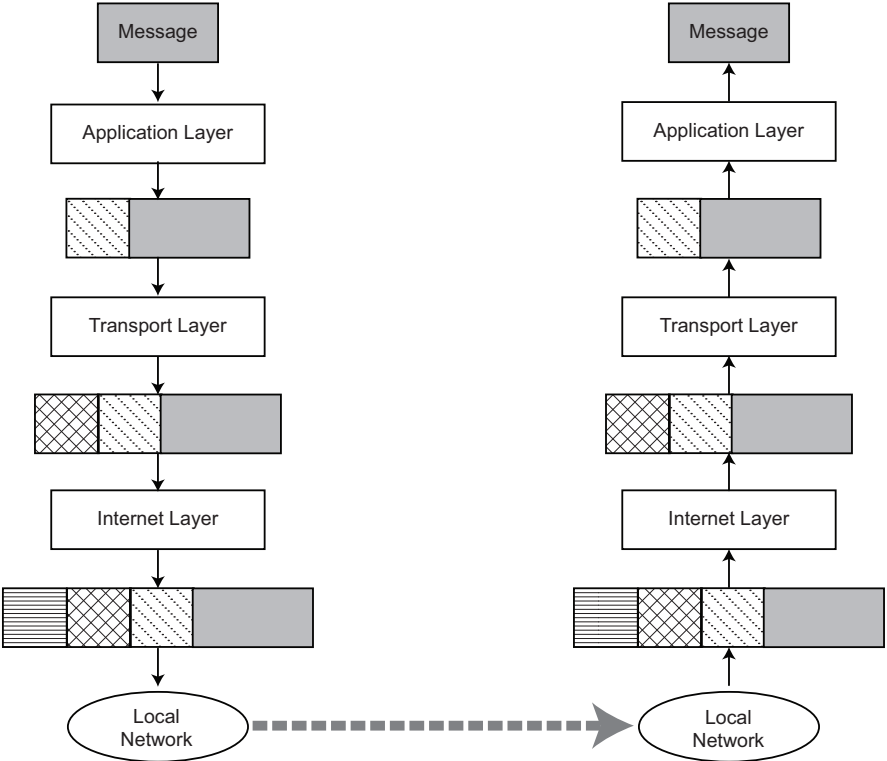 Message
Application Layer
Transport Layer
Internet Layer
Local
Network
Message
Application Layer
Transport Layer
Internet Layer
Local
Network